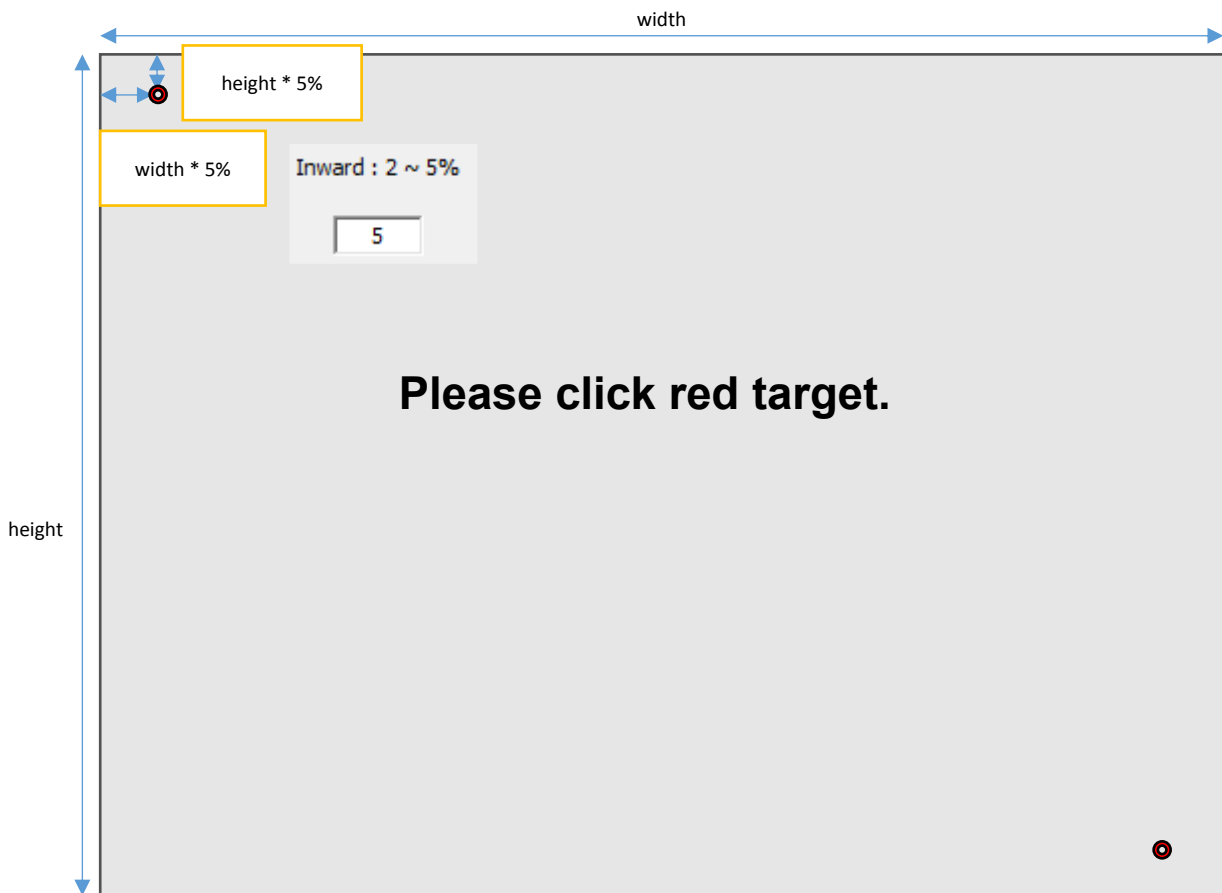 width
height * 5%
width * 5%
Inward : 2 ~ 5%
5
Please click red target.
height